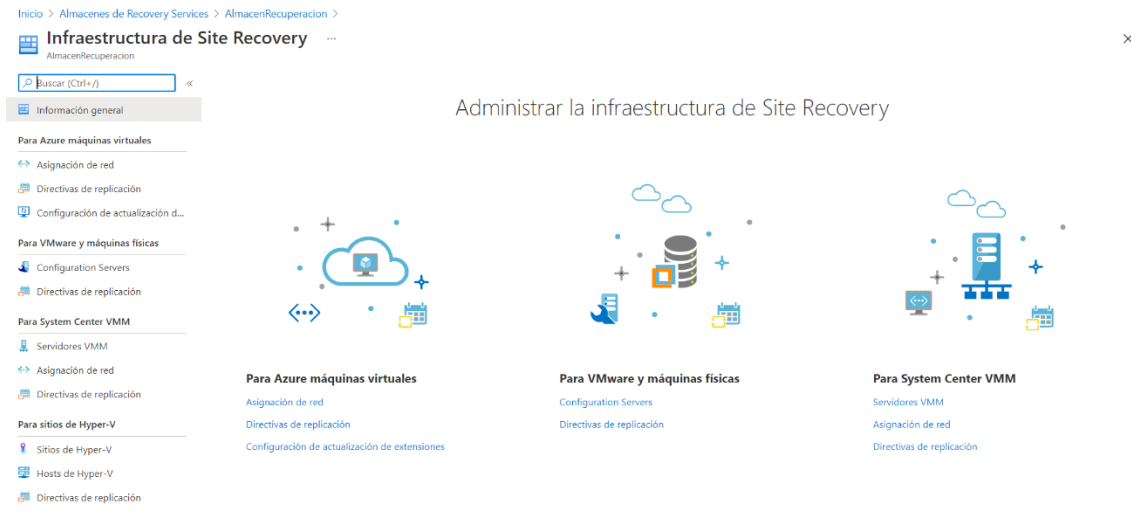 Inicio > Almacenes de Recovery Services > AlmacenRecuperacion >
Infraestructura de Site Recovery ...
AlmacenRecuperacion
Buscar (Ctrl+/)
Información general
Para Azure máquinas virtuales
Asignación de red
Directivas de replicación
Configuración de actualización d...
Para VMware y máquinas físicas
Configuration Servers
Directivas de replicación
Para System Center VMM
Servidores VMM
Asignación de red
Directivas de replicación
Para sitios de Hyper-V
Sitios de Hyper-V
Hosts de Hyper-V
Directivas de replicación
Administrar la infraestructura de Site Recovery
Para Azure máquinas virtuales
Asignación de red
Directivas de replicación
Configuración de actualización de extensiones
Para VMware y máquinas físicas
Configuration Servers
Directivas de replicación
Para System Center VMM
Servidores VMM
Asignación de red
Directivas de replicación